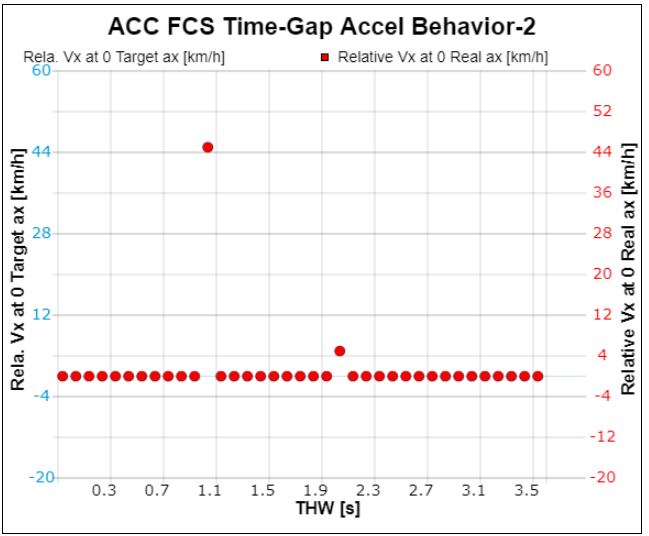 ACC FCS Time-Gap Accel Behavior-2
Rela. Vx at 0 Target ax [km/h] Relative Vx at 0 Real ax [km/h]
60 60
52
44 44
36
28 28
20
12 12
4
-4 -4
-12
-20 -20
Rela. Vx at 0 Target ax [km/h]
Relative Vx at 0 Real ax [km/h]
0.3 0.7 1.1 1.5 1.9 2.3 2.7 3.1 3.5
THW [s]